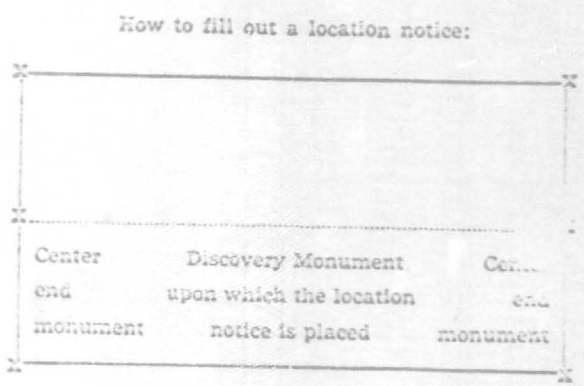 How to fill out a location notice:
Center Discovery Monument
end upon which the location end
monument notice is placed monument